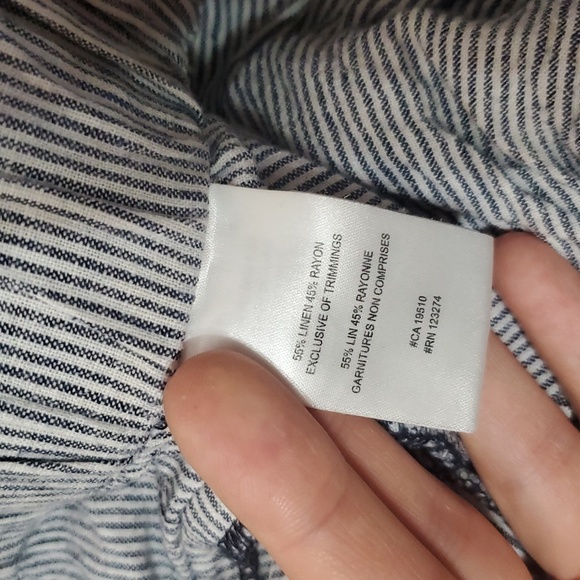 55% LINEN 45% RAYON
EXCLUSIVE OF TRIMMINGS
55% LIN 45% RAYONNE
GARNITURES NON COMPRISES
#CA 19510
#RN 123274